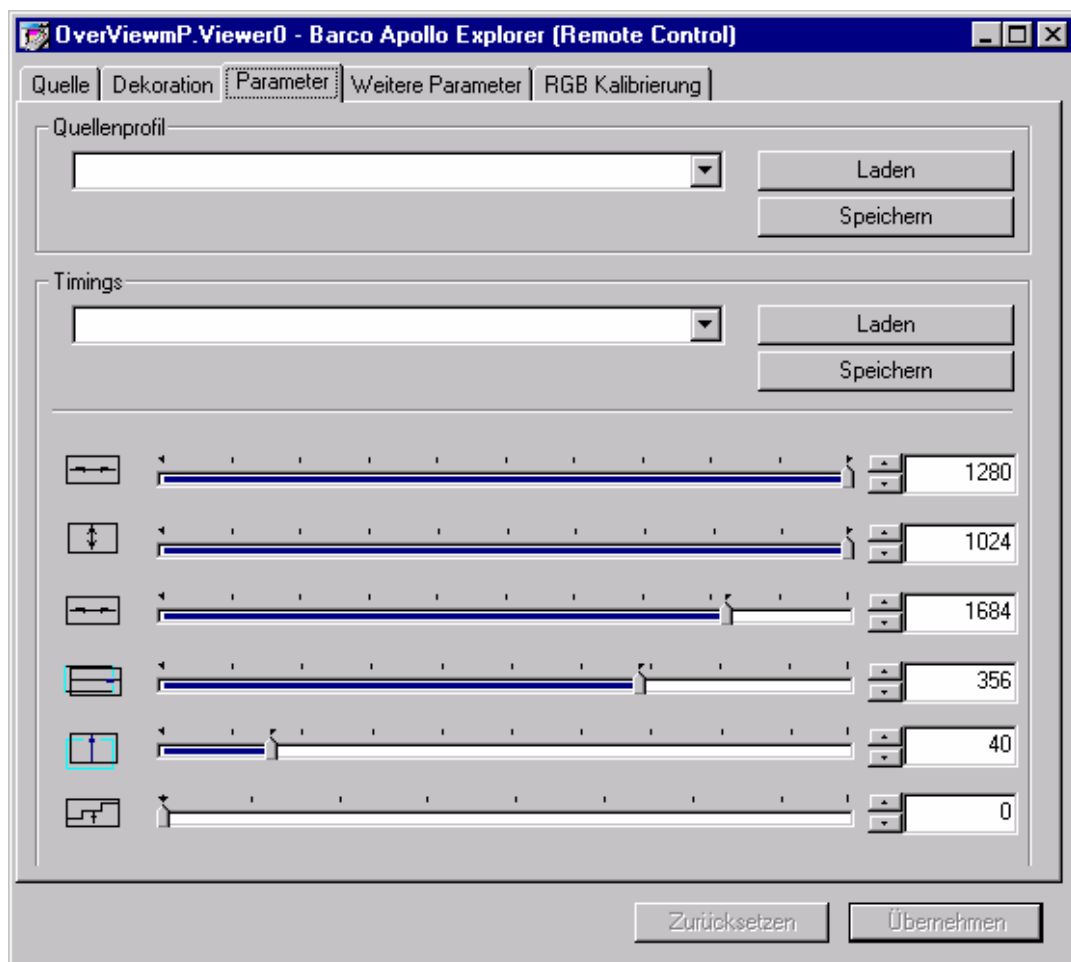 OverViewmP.Viewer0 - Barco Apollo Explorer (Remote Control)
Quelle Dekoration Parameter Weitere Parameter RGB Kalibrierung
Quellenprofil
Laden
Speichern
Timings
Laden
Speichern
1280
1024
1684
356
40
0
Zurücksetzen Übernehmen